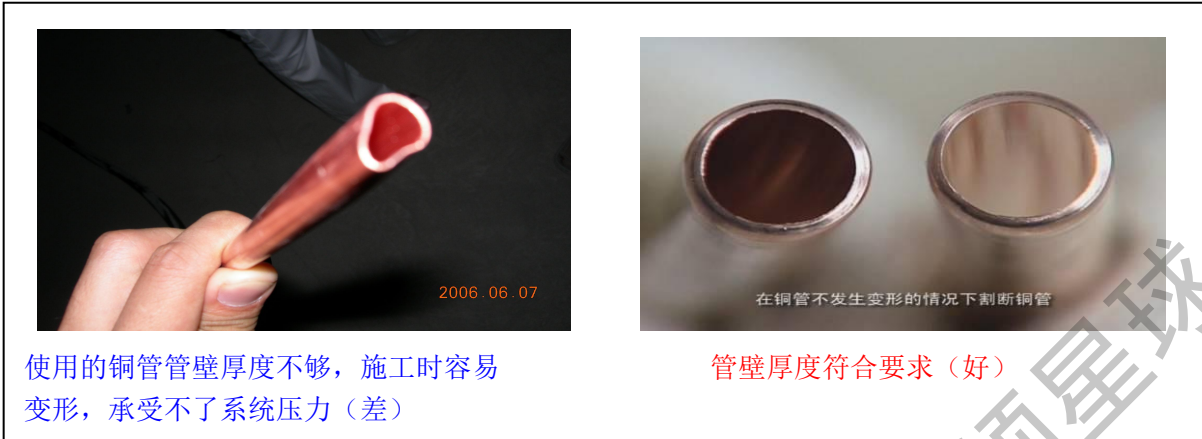 2006.06.07
在铜管不发生变形的情况下割断铜管
使用的铜管管壁厚度不够，施工时容易
变形，承受不了系统压力（差）
管壁厚度符合要求（好）
星球